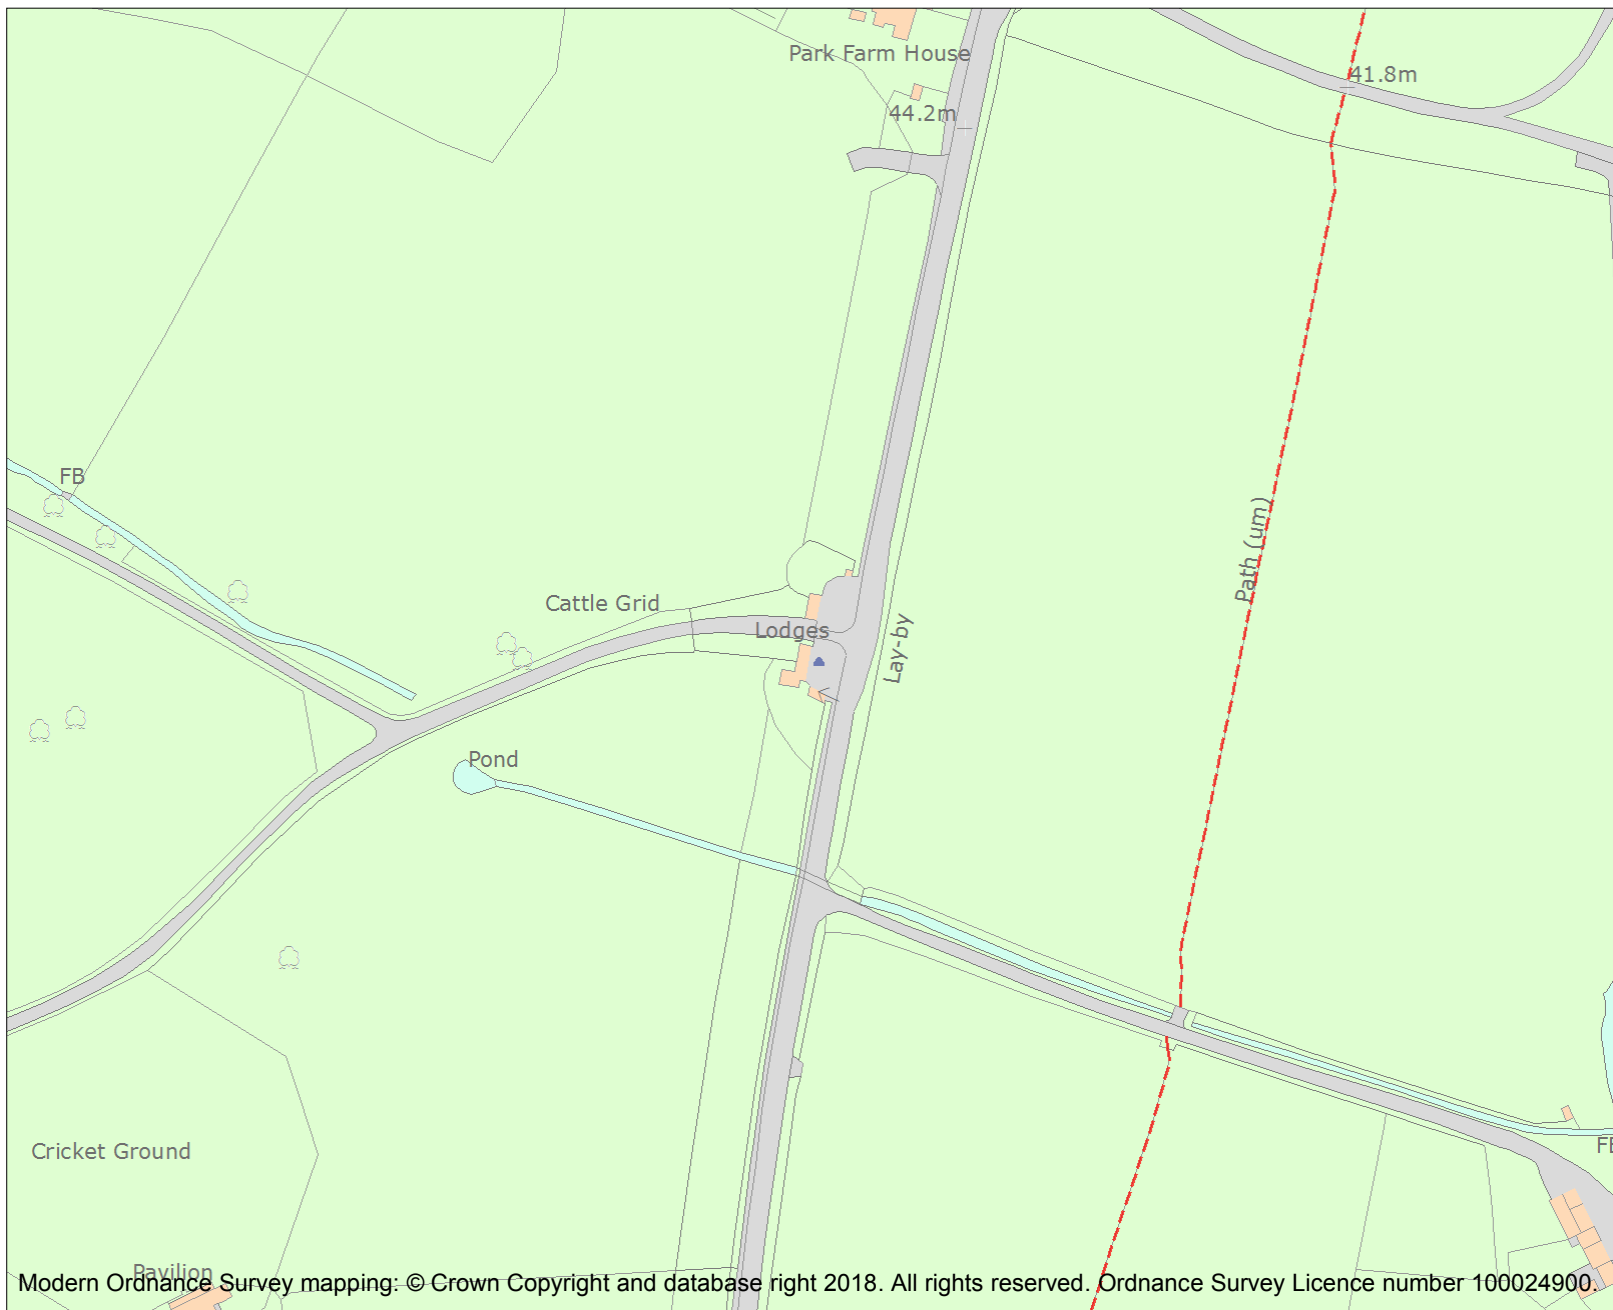 Park Farm House
41.8m
44.2m
FB
Path (um)
Cattle Grid
Lodges
Lay-by
Pond
Cricket Ground
Pavilion
Modern Ordnance Survey mapping: © Crown Copyright and database right 2018. All rights reserved. Ordnance Survey Licence number 100024900.